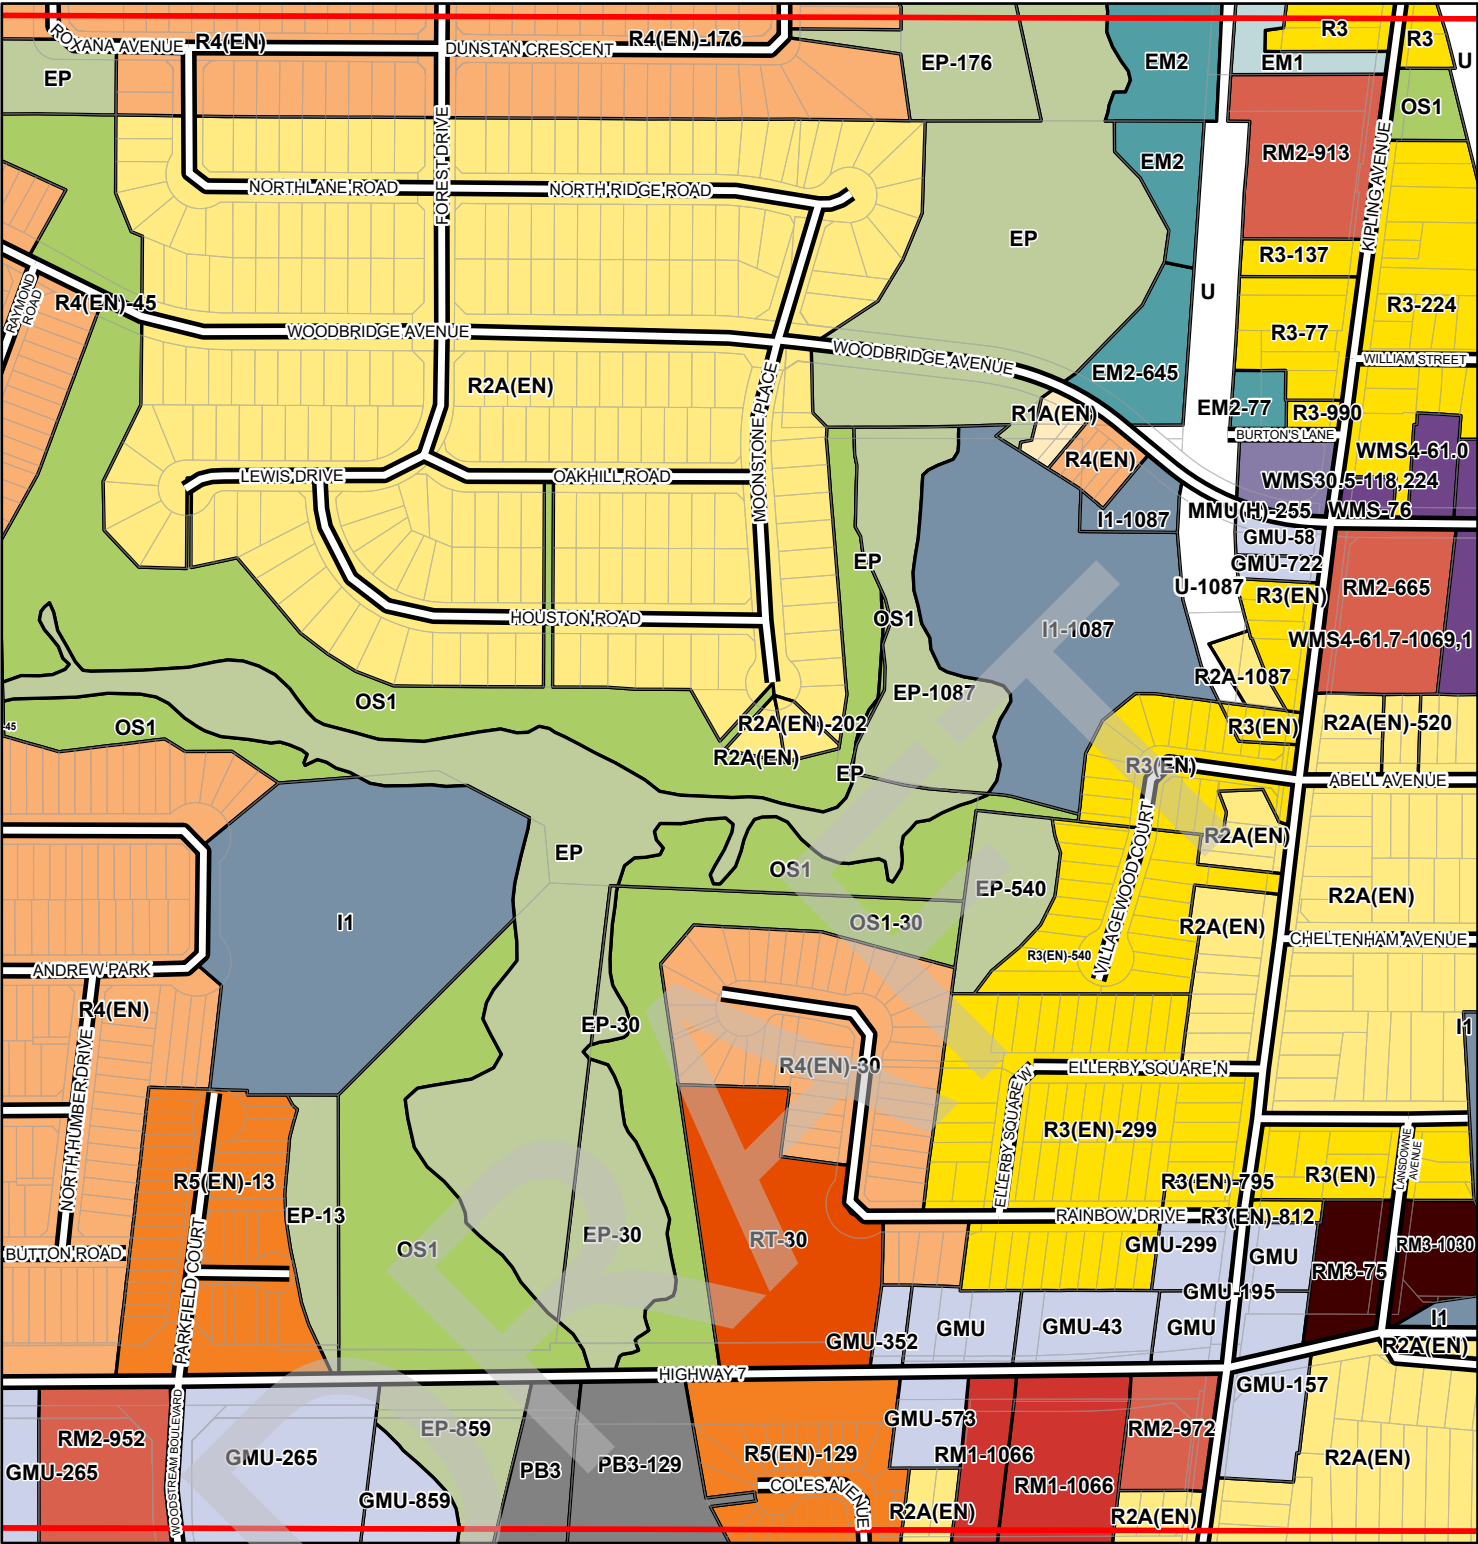 ROXANA AVENUE
R4(EN)
DUNSTAN CRESCENT
R4(EN)-176
EP
EP-176
EM2
EM1
R3
R3
U
OS1
FOREST DRIVE
RM2-913
KIPLING AVENUE
EM2
NORTHLANE ROAD
NORTH RIDGE ROAD
EP
R3-137
RAYMOND
ROAD
R4(EN)-45
U
R3-224
WOODBRIDGE AVENUE
WOODBRIDGE AVENUE
R3-77
WILLIAM STREET
R2A(EN)
EM2-645
MOONSTONE PLACE
R1A(EN)
EM2-77
R3-990
BURTON'S LANE
LEWIS DRIVE
OAKHILL ROAD
R4(EN)
WMS4-61.0
WMS30.5-118,224
I1-1087
MMU(H)-255
WMS-76
GMU-58
EP
GMU-722
U-1087
R3(EN)
RM2-665
HOUSTON ROAD
OS1
I1-1087
WMS4-61.7-1069,1
EP-1087
R2A-1087
OS1
-45
OS1
R2A(EN)-202
R3(EN)
R2A(EN)-520
R2A(EN)
EP
R3(EN)
ABELL AVENUE
VILLAGEWOOD COURT
R2A(EN)
EP
OS1
EP-540
R2A(EN)
I1
OS1-30
R2A(EN)
CHELTENHAM AVENUE
R3(EN)-540
ANDREW PARK
R4(EN)
EP-30
I1
NORTH HUMBER DRIVE
R4(EN)-30
ELLERBY SQUARE N
ELLERBY SQUARE W
R3(EN)-299
LANSDOWNE
AVENUE
R5(EN)-13
R3(EN)-795
R3(EN)
EP-13
RAINBOW DRIVE
R3(EN)-812
BUTTON ROAD
PARKFIELD COURT
OS1
EP-30
RT-30
GMU-299
GMU
RM3-1030
RM3-75
GMU-195
I1
GMU-352
GMU
GMU-43
GMU
R2A(EN)
HIGHWAY 7
GMU-157
WOODSTREAM BOULEVARD
RM2-952
GMU-265
GMU-265
EP-859
GMU-573
RM2-972
PB3
PB3-129
R5(EN)-129
RM1-1066
R2A(EN)
GMU-859
COLES AVENUE
RM1-1066
R2A(EN)
R2A(EN)
DRAFT